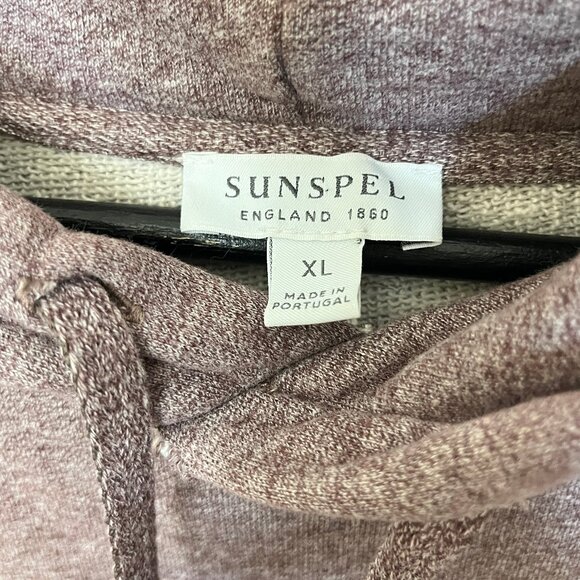 SUNSPEL
ENGLAND 1860
XL
MADE IN
PORTUGAL